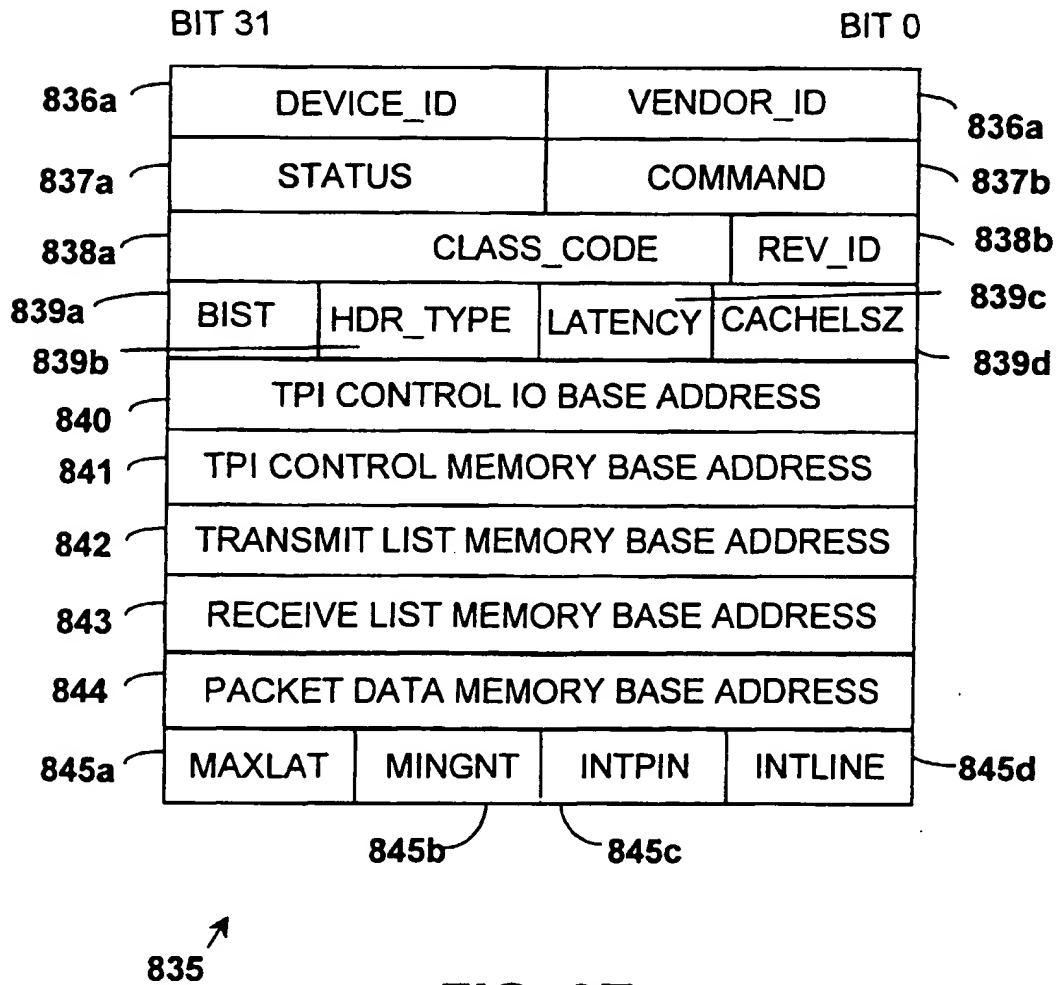 BIT 31 BIT 0
836a DEVICE_ID VENDOR_ID 836a
837a STATUS COMMAND 837b
838a CLASS_CODE REV_ID 838b
839a BIST HDR_TYPE LATENCY CACHELSZ 839c
839b 839d
840 TPI CONTROL IO BASE ADDRESS
841 TPI CONTROL MEMORY BASE ADDRESS
842 TRANSMIT LIST MEMORY BASE ADDRESS
843 RECEIVE LIST MEMORY BASE ADDRESS
844 PACKET DATA MEMORY BASE ADDRESS
845a MAXLAT MINGNT INTPIN INTLINE 845d
845b 845c
835